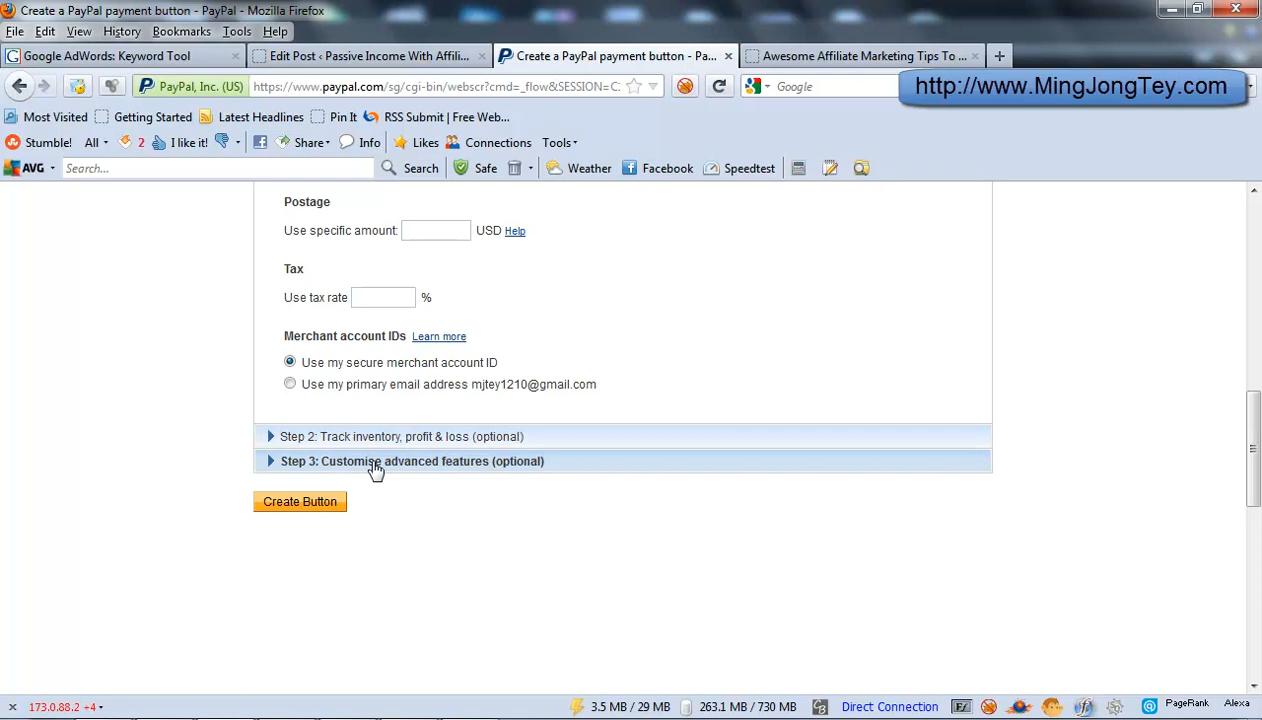 Create a PayPal payment button - PayPal - Mozilla Firefox
File Edit View History Bookmarks Tools Help
Google AdWords: Keyword Tool
Edit Post ‹ Passive Income With Affili...
Create a PayPal payment button - Pa...
Awesome Affiliate Marketing Tips To ...
PayPal, Inc. (US)
https://www.paypal.com/sg/cgi-bin/webscr?cmd=_flow&SESSION=C:
Google
http://www.MingJongTey.com
Most Visited Getting Started Latest Headlines Pin It RSS Submit | Free Web...
Stumble! All 2 I like it! Share Info Likes Connections Tools
AVG Search... Search Safe Weather Facebook Speedtest
Postage
Use specific amount: USD Help
Tax
Use tax rate %
Merchant account IDs Learn more
Use my secure merchant account ID
Use my primary email address mjtey1210@gmail.com
Step 2: Track inventory, profit & loss (optional)
Step 3: Customise advanced features (optional)
Create Button
173.0.88.2 +4 3.5 MB / 29 MB 263.1 MB / 730 MB Direct Connection PageRank Alexa